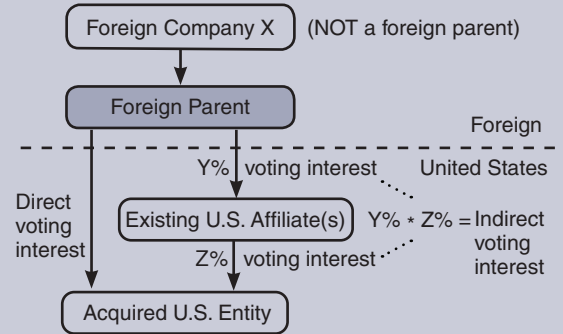 Foreign Company X (NOT a foreign parent)
Foreign Parent
Foreign
United States
Y% voting interest
Direct
voting
interest
Existing U.S. Affiliate(s)
Y% * Z% = Indirect
voting
interest
Z% voting interest
Acquired U.S. Entity